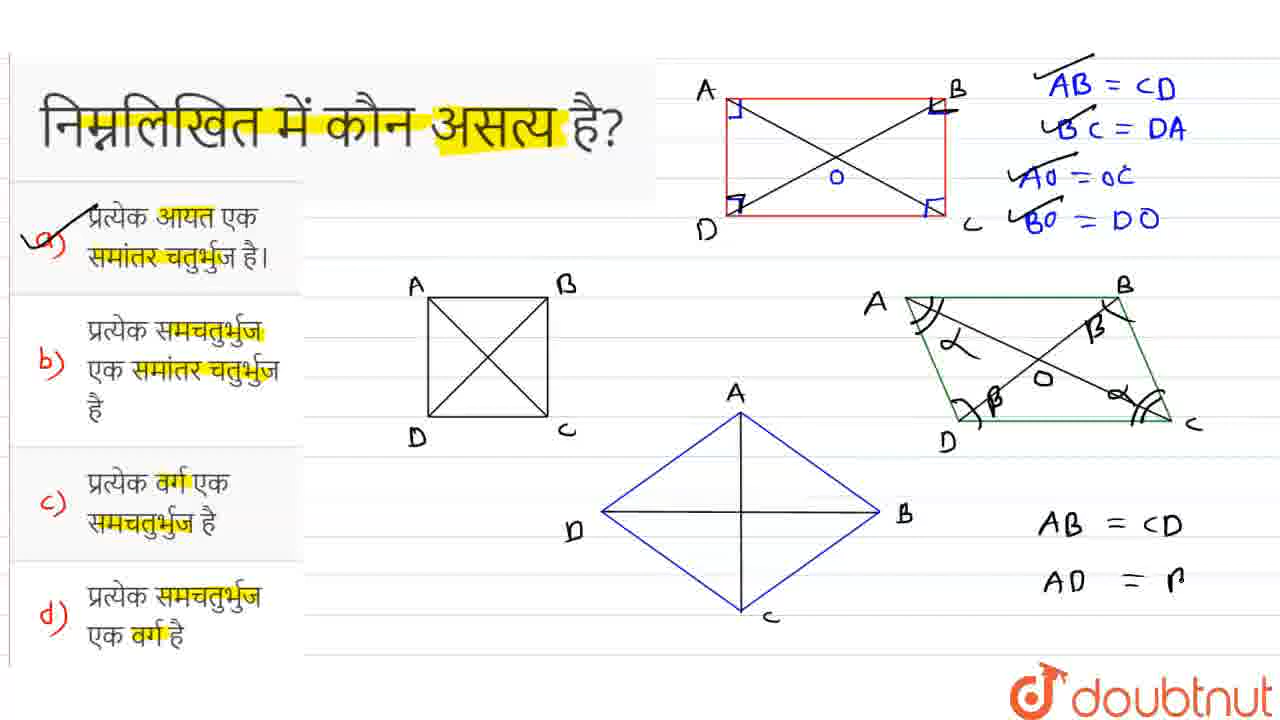 निम्नलिखित में कौन असत्य है?
a) प्रत्येक आयत एक
समांतर चतुर्भुज है।
b) प्रत्येक समचतुर्भुज
एक समांतर चतुर्भुज
है
c) प्रत्येक वर्ग एक
समचतुर्भुज है
d) प्रत्येक समचतुर्भुज
एक वर्ग है
A B
O
D C
AB = CD
BC = DA
AO = OC
BO = DO
A B
D C
A B
α β
O
β α
D C
A
D B
C
AB = CD
AD =
doubtnut